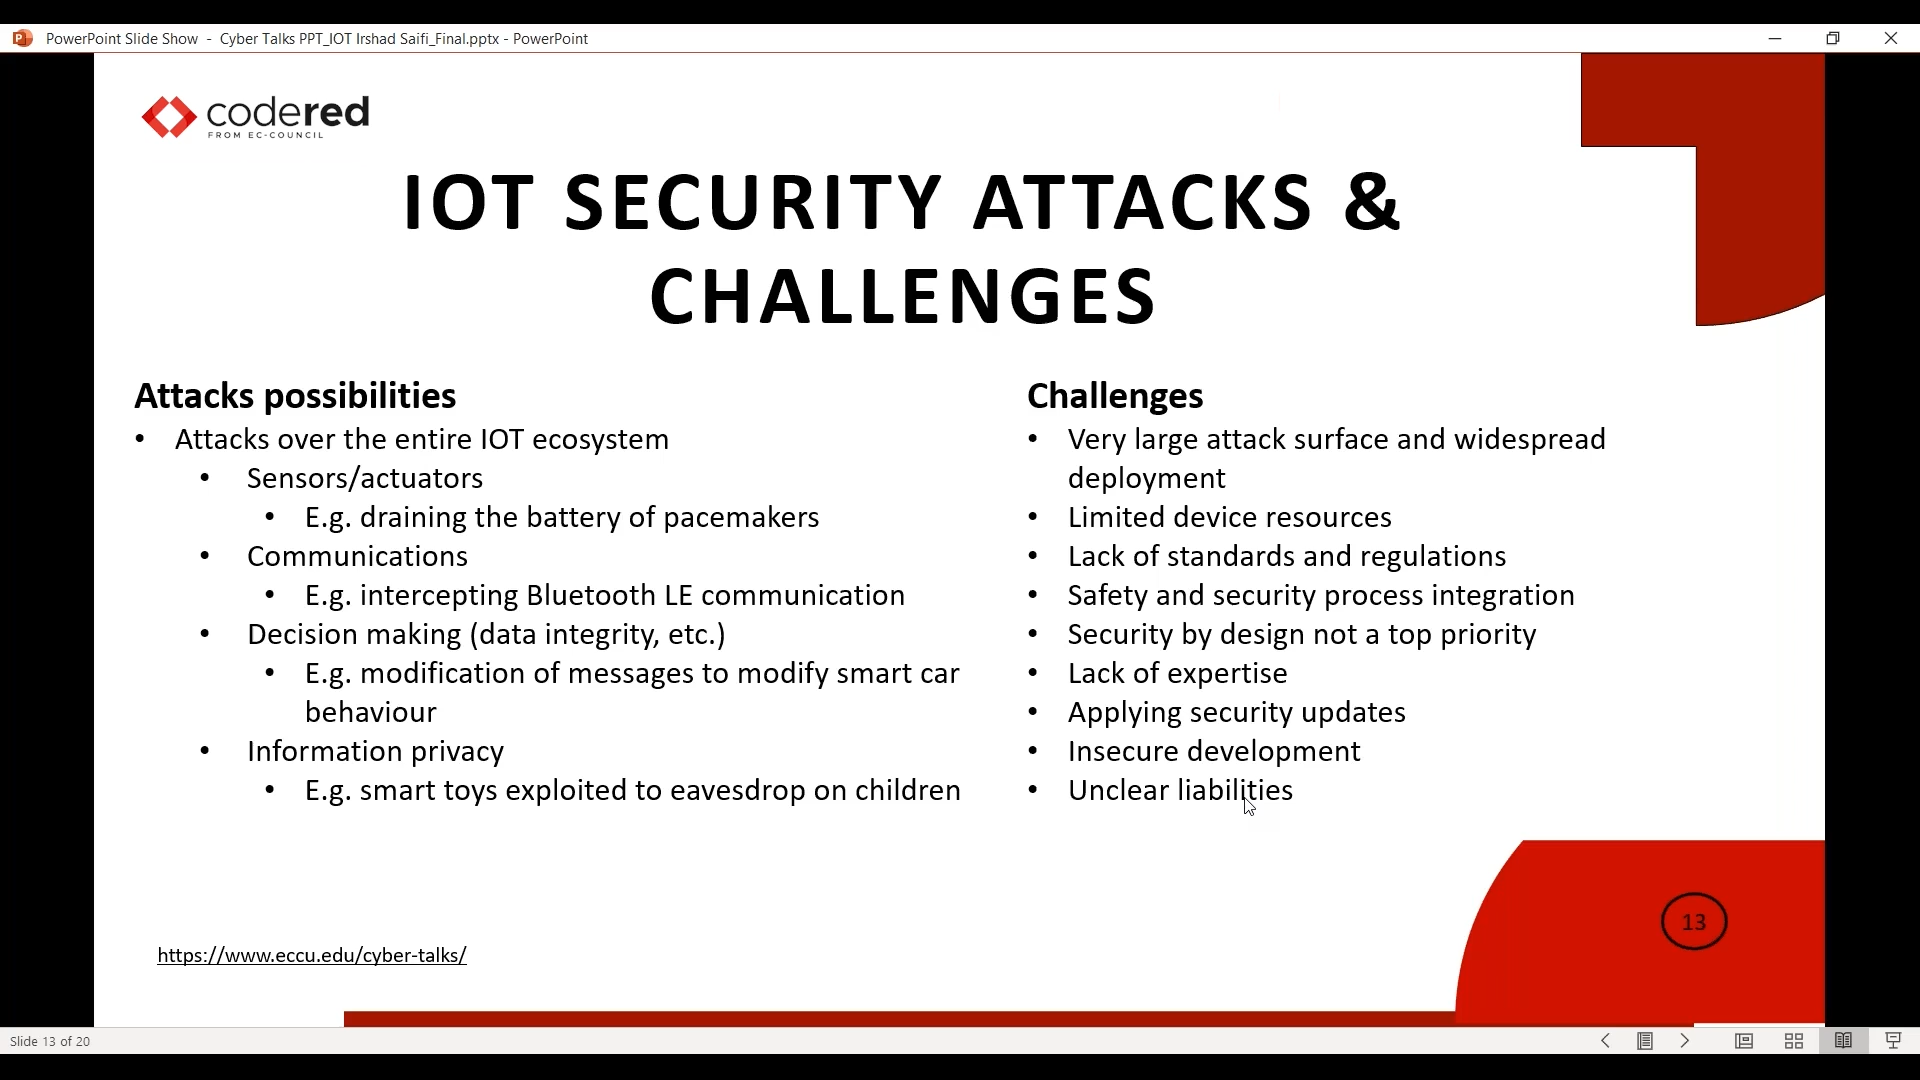 PowerPoint Slide Show - Cyber Talks PPT_IOT Irshad Saifi_Final.pptx - PowerPoint
codered
FROM EC-COUNCIL
IOT SECURITY ATTACKS &
CHALLENGES
Attacks possibilities
• Attacks over the entire IOT ecosystem
• Sensors/actuators
• E.g. draining the battery of pacemakers
• Communications
• E.g. intercepting Bluetooth LE communication
• Decision making (data integrity, etc.)
• E.g. modification of messages to modify smart car
behaviour
• Information privacy
• E.g. smart toys exploited to eavesdrop on children
Challenges
• Very large attack surface and widespread
deployment
• Limited device resources
• Lack of standards and regulations
• Safety and security process integration
• Security by design not a top priority
• Lack of expertise
• Applying security updates
• Insecure development
• Unclear liabilities
13
https://www.eccu.edu/cyber-talks/
Slide 13 of 20